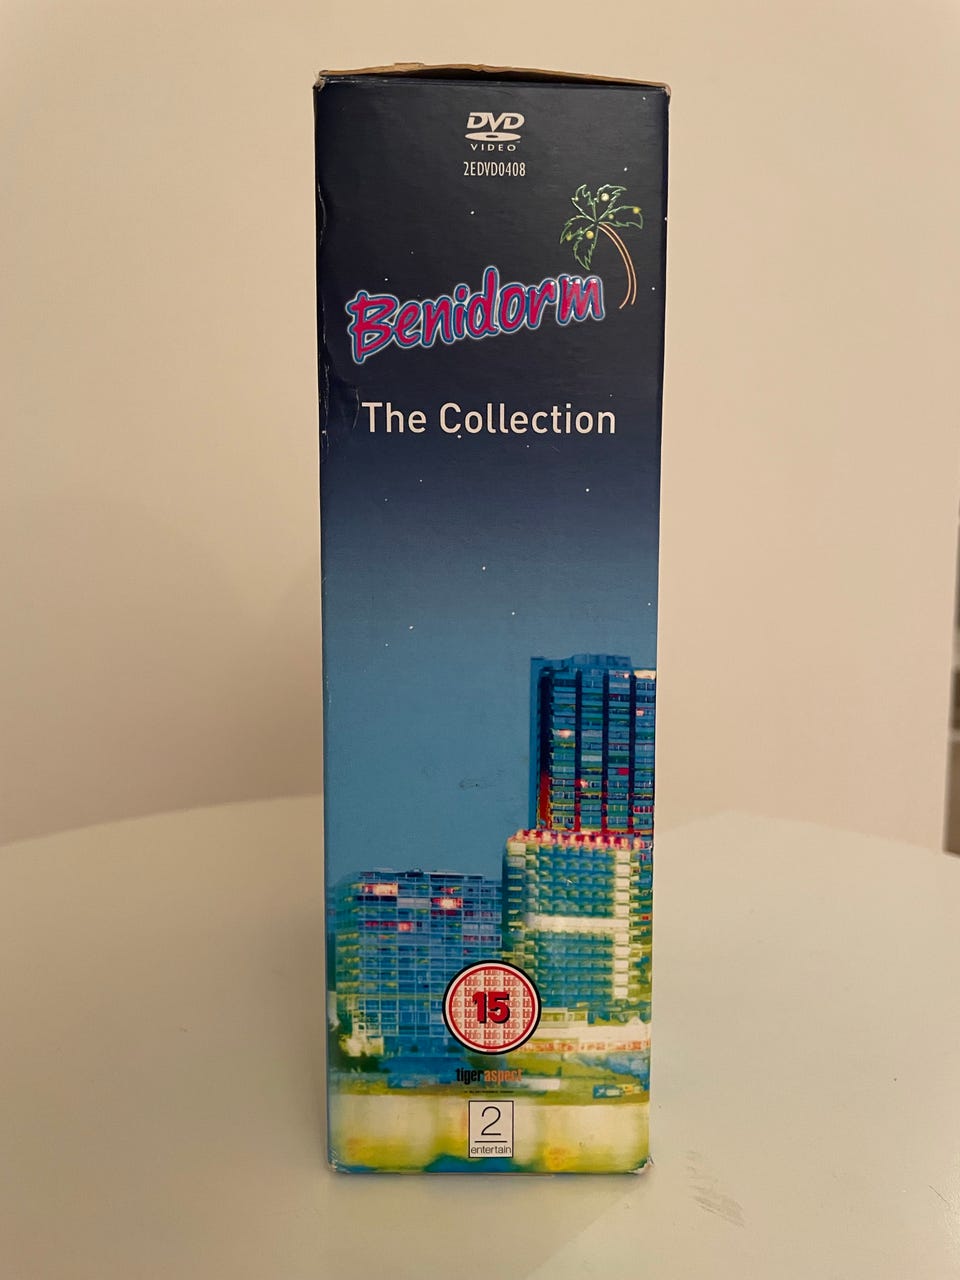 DVD
VIDEO
2EDVD0408
Benidorm
The Collection
15
tigeraspect
2
entertain